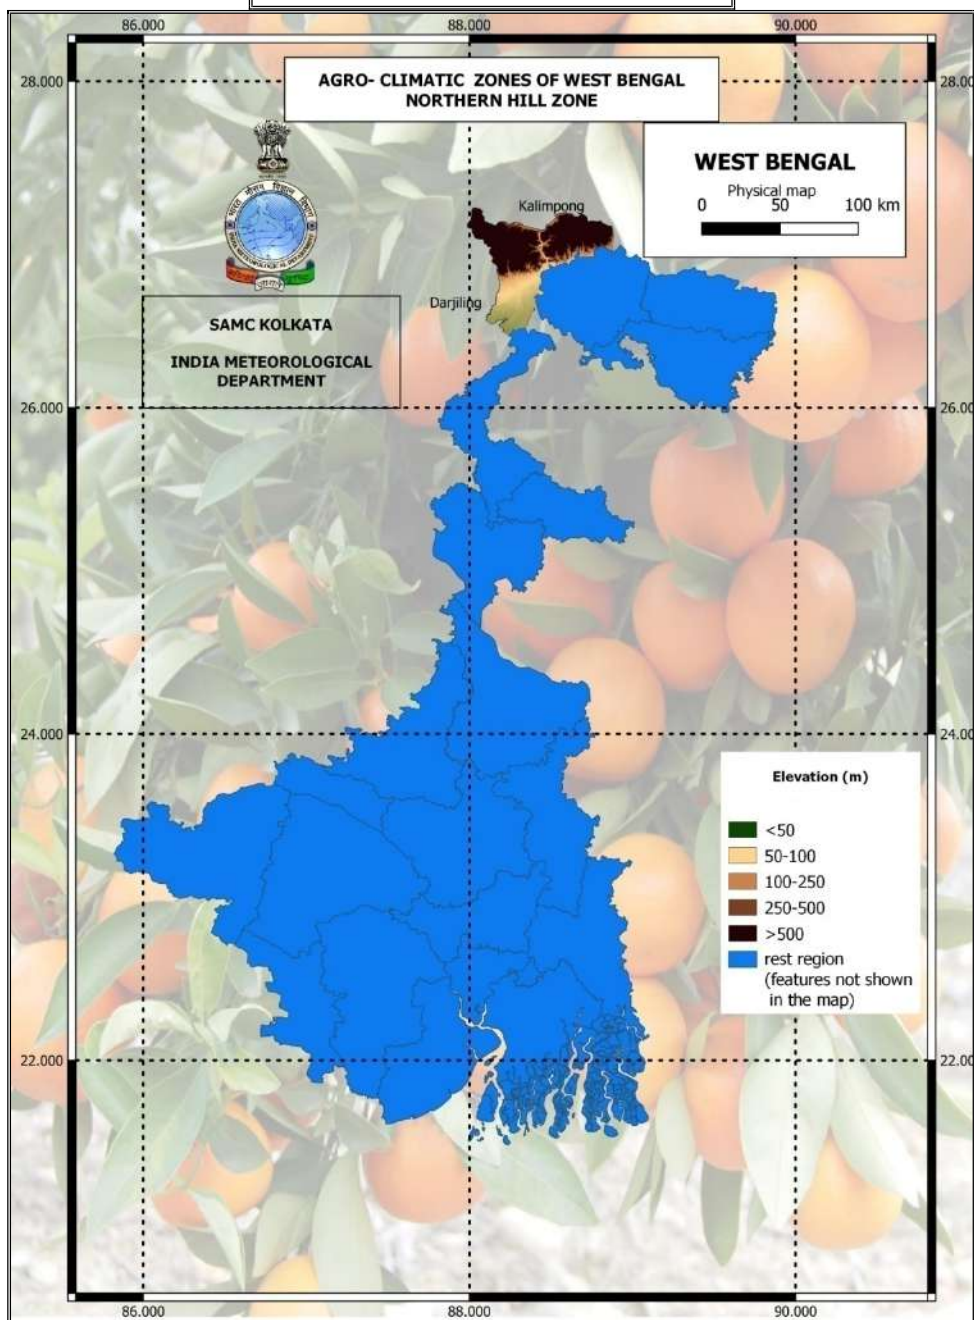 86.000 88.000 90.000
28.000 28.00
AGRO- CLIMATIC ZONES OF WEST BENGAL
NORTHERN HILL ZONE
WEST BENGAL
Physical map
0 50 100 km
Kalimpong
Darjiling
SAMC KOLKATA
INDIA METEOROLOGICAL
DEPARTMENT
26.000 26.00
24.000 24.00
Elevation (m)
<50
50-100
100-250
250-500
>500
rest region
(features not shown
in the map)
22.000 22.00
86.000 88.000 90.000